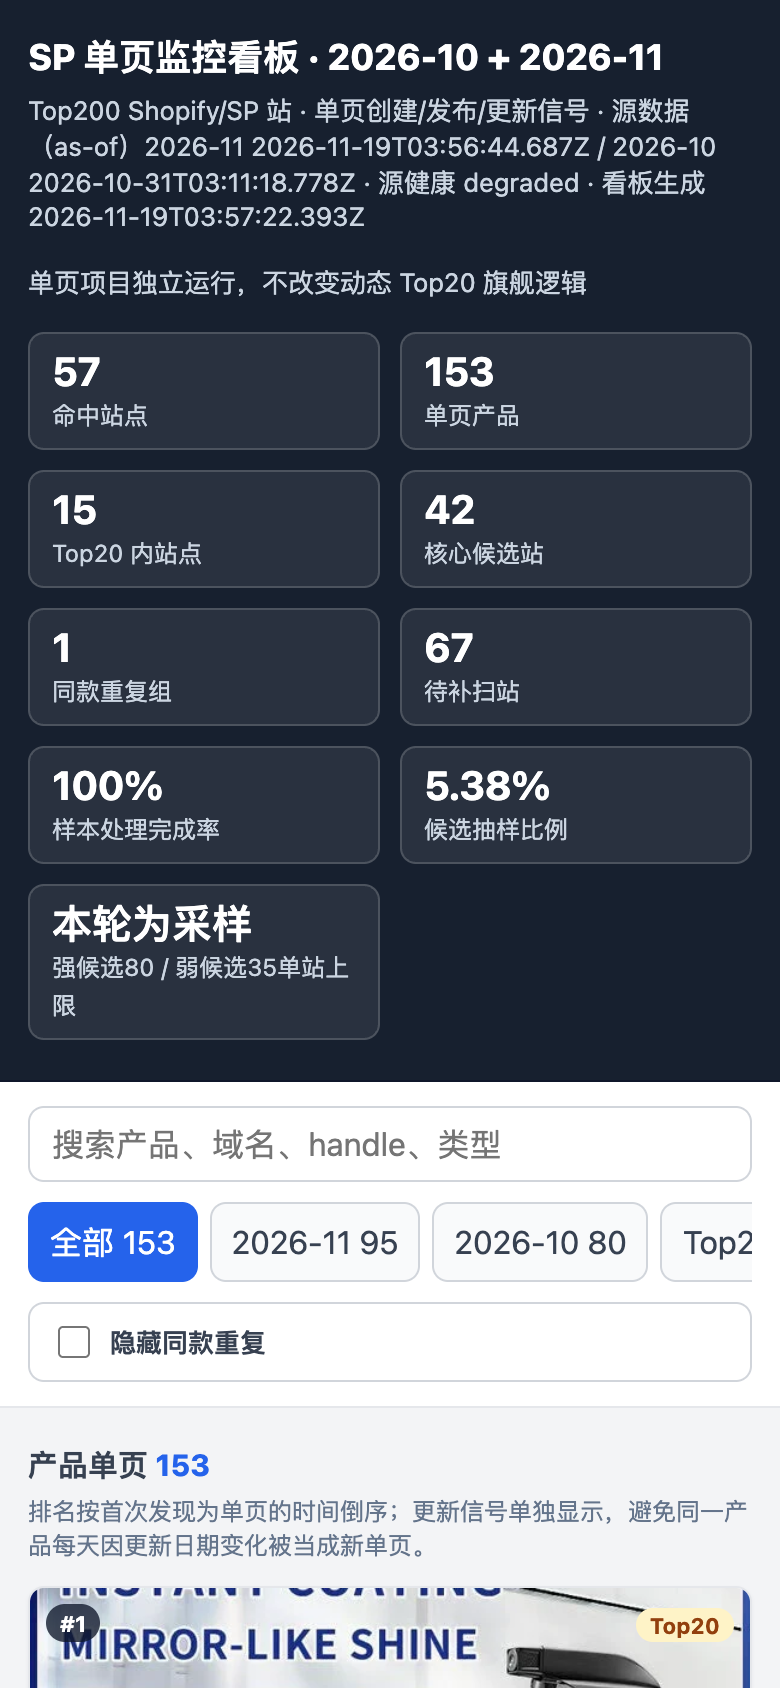 SP 单页监控看板 · 2026-10 + 2026-11
Top200 Shopify/SP 站 · 单页创建/发布/更新信号 · 源数据
（as-of）2026-11 2026-11-19T03:56:44.687Z / 2026-10
2026-10-31T03:11:18.778Z · 源健康 degraded · 看板生成
2026-11-19T03:57:22.393Z
单页项目独立运行，不改变动态 Top20 旗舰逻辑
57
命中站点
153
单页产品
15
Top20 内站点
42
核心候选站
1
同款重复组
67
待补扫站
100%
样本处理完成率
5.38%
候选抽样比例
本轮为采样
强候选80 / 弱候选35单站上
限
搜索产品、域名、handle、类型
全部 153
2026-11 95
2026-10 80
Top2
隐藏同款重复
产品单页 153
排名按首次发现为单页的时间倒序；更新信号单独显示，避免同一产
品每天因更新日期变化被当成新单页。
INSTANT COATING
#1
Top20
MIRROR-LIKE SHINE